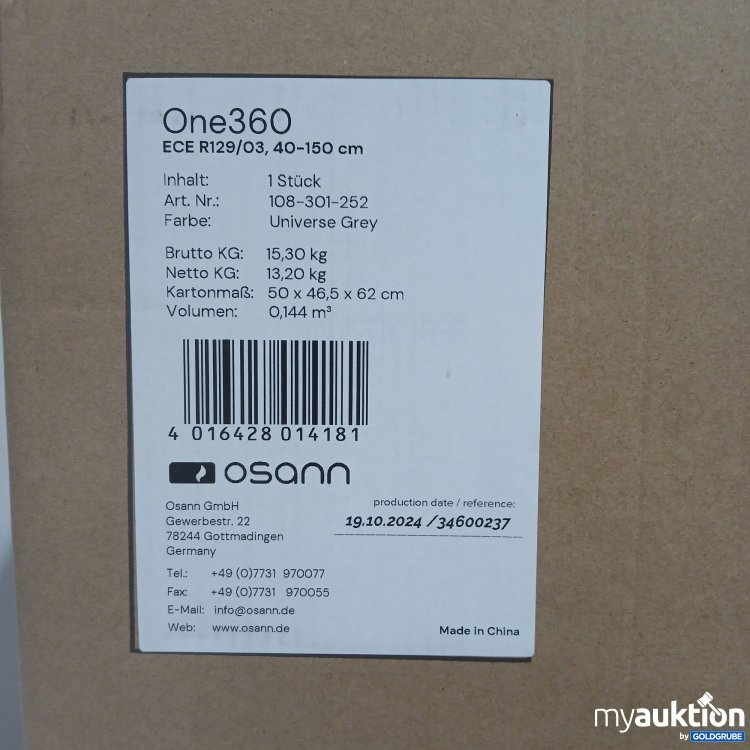 One360
ECE R129/03, 40-150 cm
Inhalt: 1 Stück
Art. Nr.: 108-301-252
Farbe: Universe Grey
Brutto KG: 15,30 kg
Netto KG: 13,20 kg
Kartonmaß: 50 x 46,5 x 62 cm
Volumen: 0,144 m³
4 016428 014181
osann
Osann GmbH
Gewerbestr. 22
78244 Gottmadingen
Germany
production date / reference:
19.10.2024 /34600237
Tel.: +49 (0)7731 970077
Fax: +49 (0)7731 970055
E-Mail: info@osann.de
Web: www.osann.de
Made in China
myauktion
by GOLDGRUBE